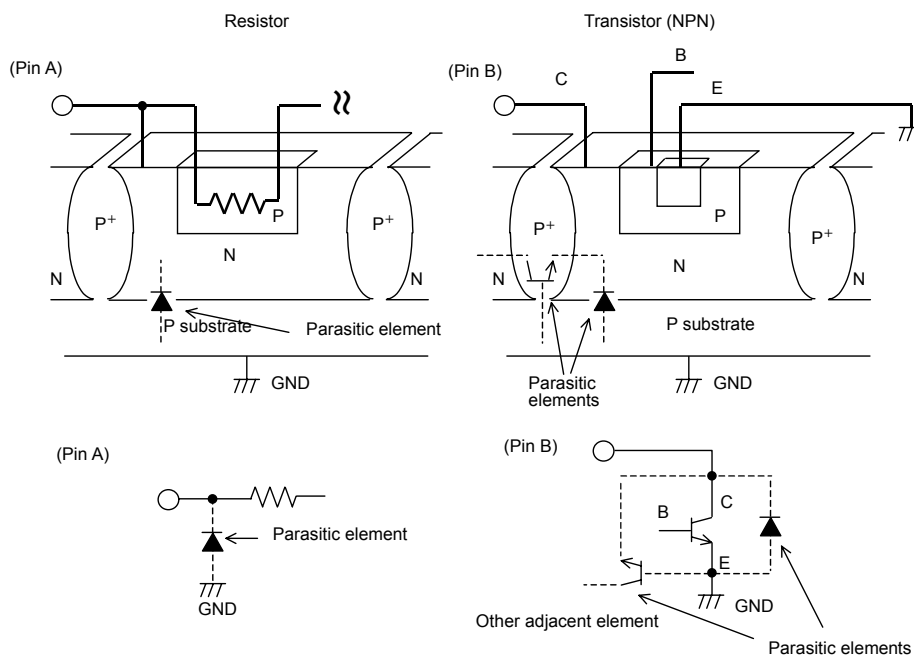 Resistor
Transistor (NPN)
(Pin A)
(Pin B)
C
B
E
P+
P
P+
N
N
N
P substrate
Parasitic element
GND
P+
P
P+
N
N
N
P substrate
Parasitic
elements
GND
(Pin A)
Parasitic element
GND
(Pin B)
C
B
E
GND
Other adjacent element
Parasitic elements